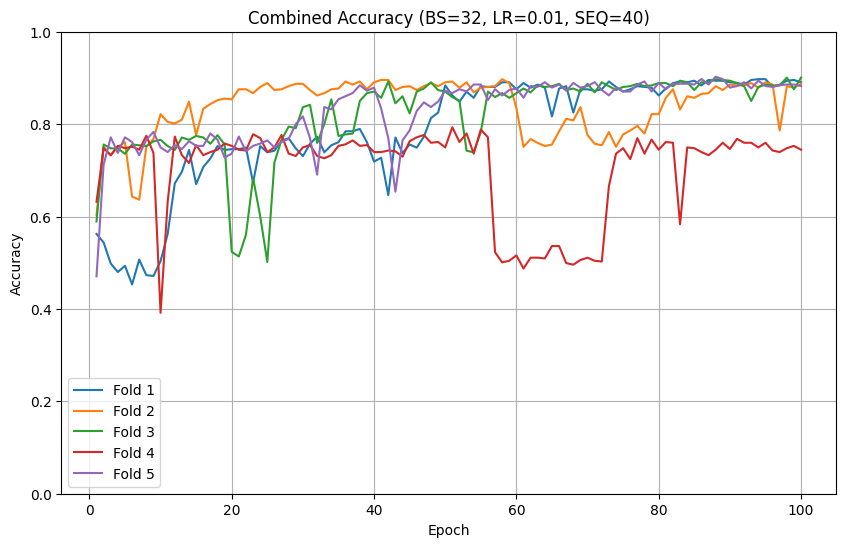 Combined Accuracy (BS=32, LR=0.01, SEQ=40)
1.0
0.8
0.6
0.4
0.2
0.0
Accuracy
Fold 1
Fold 2
Fold 3
Fold 4
Fold 5
0 20 40 60 80 100
Epoch